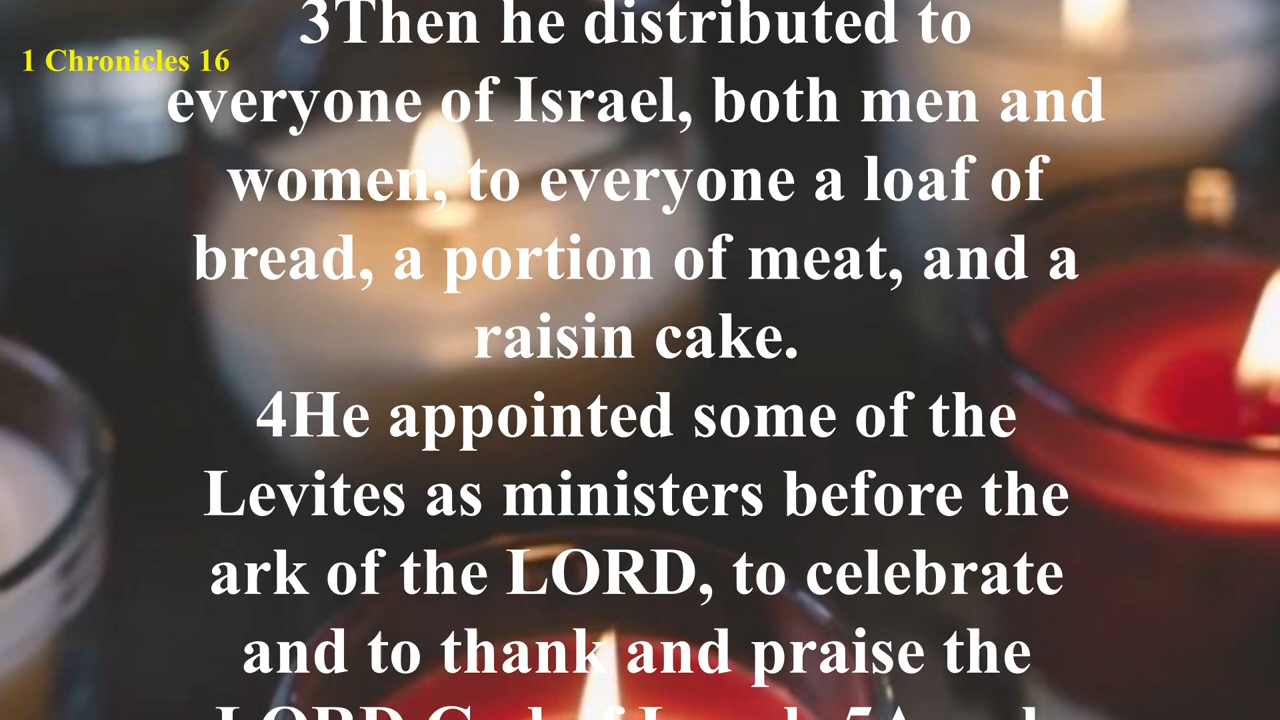 3Then he distributed to
1 Chronicles 16
everyone of Israel, both men and
women, to everyone a loaf of
bread, a portion of meat, and a
raisin cake.
4He appointed some of the
Levites as ministers before the
ark of the LORD, to celebrate
and to thank and praise the